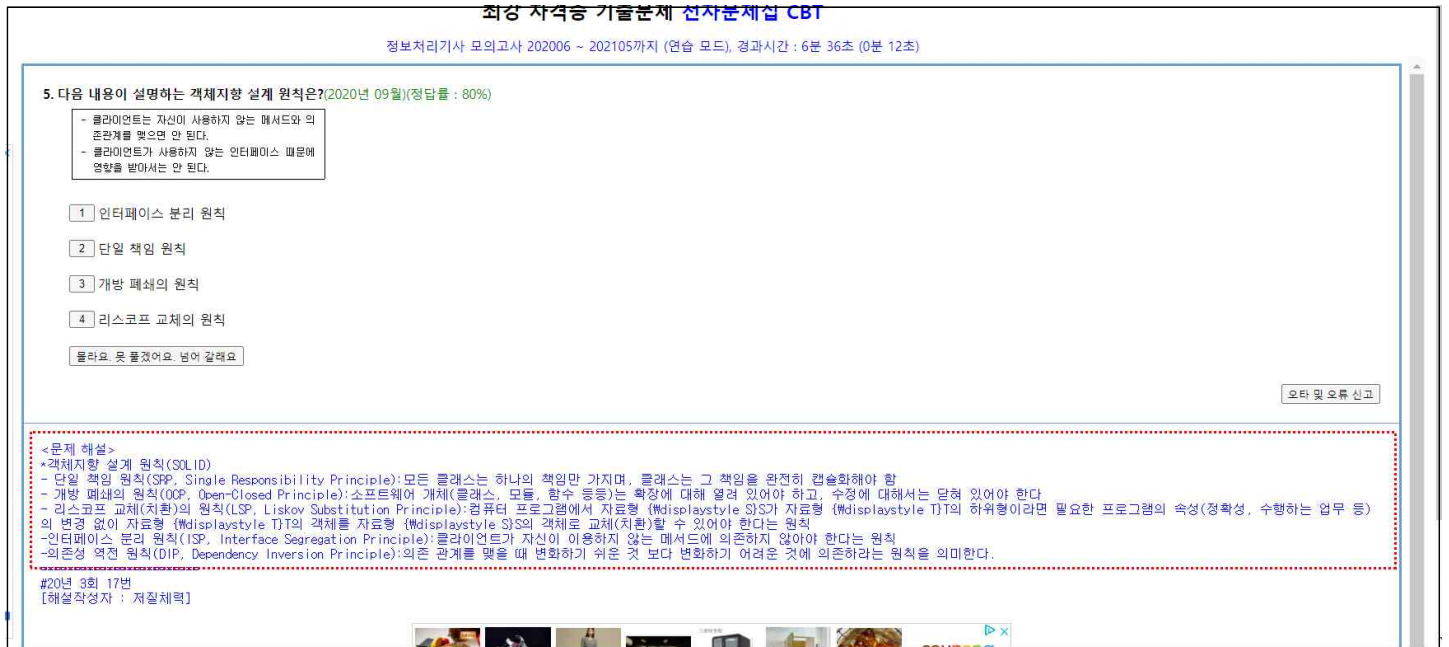 최강 자격증 기출문제 전자문제집 CBT
정보처리기사 모의고사 202006 ~ 202105까지 (연습 모드), 경과시간 : 6분 36초 (0분 12초)
5. 다음 내용이 설명하는 객체지향 설계 원칙은?(2020년 09월)(정답률 : 80%)
- 클라이언트는 자신이 사용하지 않는 메서드와 의
존관계를 맺으면 안 된다.
- 클라이언트가 사용하지 않는 인터페이스 때문에
영향을 받아서는 안 된다.
1 인터페이스 분리 원칙
2 단일 책임 원칙
3 개방 폐쇄의 원칙
4 리스코프 교체의 원칙
몰라요. 못 풀겠어요. 넘어 갈래요
오타 및 오류 신고
<문제 해설>
*객체지향 설계 원칙(SOLID)
- 단일 책임 원칙(SRP, Single Responsibility Principle):모든 클래스는 하나의 책임만 가지며, 클래스는 그 책임을 완전히 캡슐화해야 함
- 개방 폐쇄의 원칙(OCP, Open-Closed Principle):소프트웨어 개체(클래스, 모듈, 함수 등등)는 확장에 대해 열려 있어야 하고, 수정에 대해서는 닫혀 있어야 한다
- 리스코프 교체(치환)의 원칙(LSP, Liskov Substitution Principle):컴퓨터 프로그램에서 자료형 {₩displaystyle S}S가 자료형 {₩displaystyle T}T의 하위형이라면 필요한 프로그램의 속성(정확성, 수행하는 업무 등)
의 변경 없이 자료형 {₩displaystyle T}T의 객체를 자료형 {₩displaystyle S}S의 객체로 교체(치환)할 수 있어야 한다는 원칙
-인터페이스 분리 원칙(ISP, Interface Segregation Principle):클라이언트가 자신이 이용하지 않는 메서드에 의존하지 않아야 한다는 원칙
-의존성 역전 원칙(DIP, Dependency Inversion Principle):의존 관계를 맺을 때 변화하기 쉬운 것 보다 변화하기 어려운 것에 의존하라는 원칙을 의미한다.
#20년 3회 17번
[해설작성자 : 저질체력]